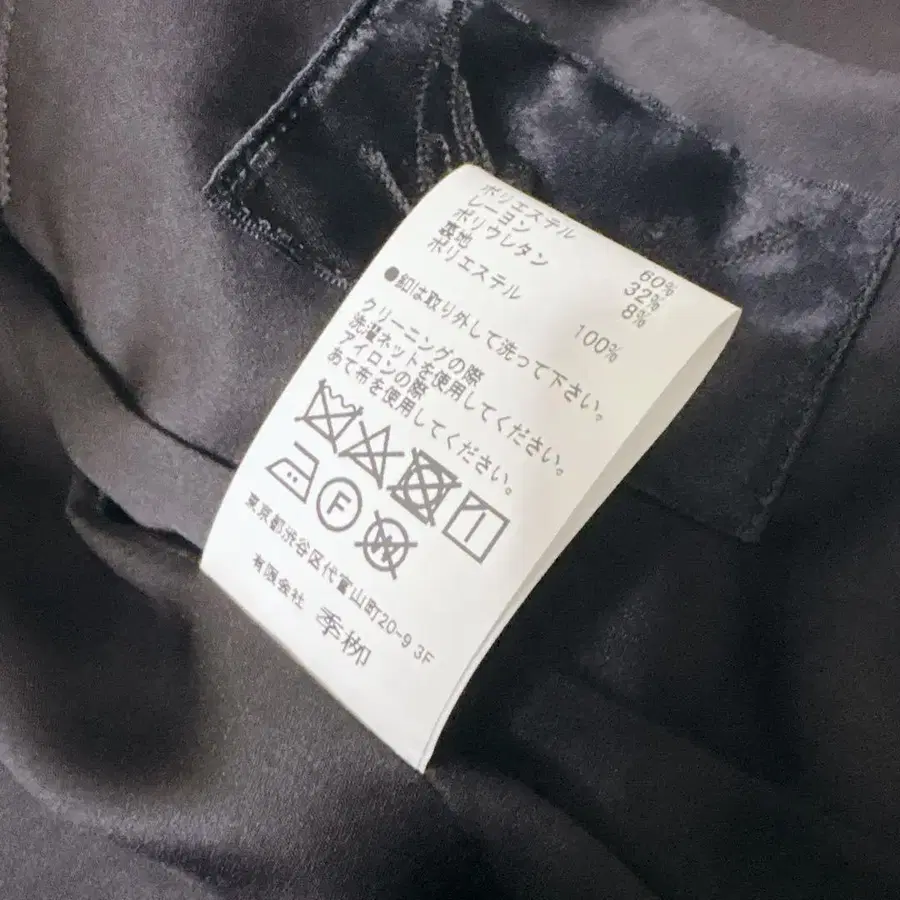 ポリエステル 60%
レーヨン 32%
ポリウレタン 8%
裏地
ポリエステル 100%
●釦は取り外して洗って下さい。
クリーニングの際
洗濯ネットを使用してください。
アイロンの際
あて布を使用してください。
F
W
東京都渋谷区代官山町20-9 3F
有限会社 季栁